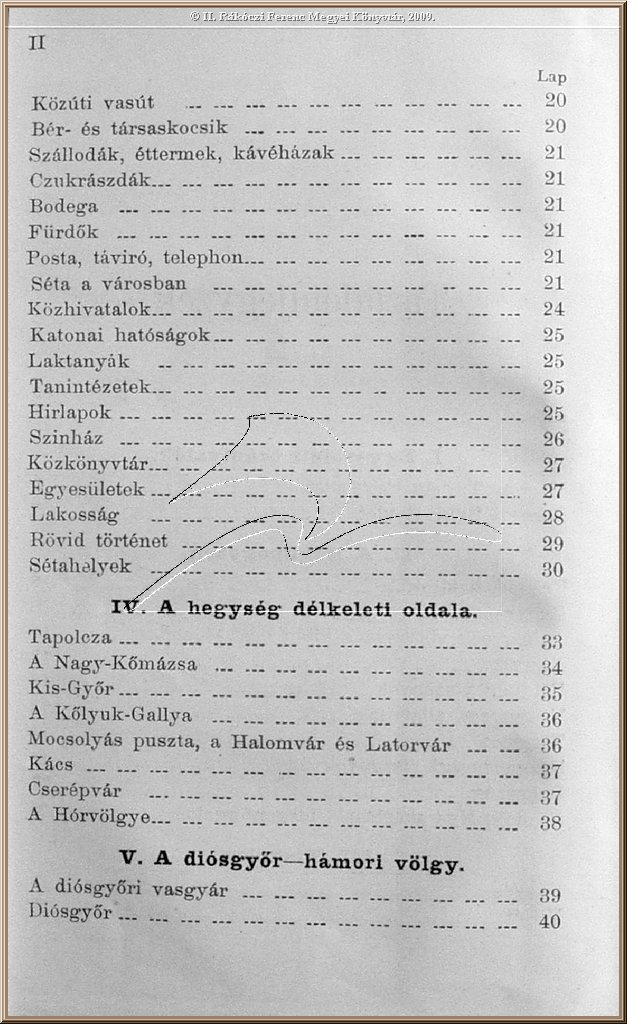 © II. Rákóczi Ferenc Megyei Könyvtár, 2009.
II
Lap
Közúti vasút 20
Bér- és társaskocsik 20
Szállodák, éttermek, kávéházak 21
Czukrászdák 21
Bodega 21
Fürdők 21
Posta, táviró, telephon 21
Séta a városban 21
Közhivatalok 24
Katonai hatóságok 25
Laktanyák 25
Tanintézetek 25
Hirlapok 25
Szinház 26
Közkönyvtár 27
Egyesületek 27
Lakosság 28
Rövid történet 29
Sétahelyek 30
IV. A hegység délkeleti oldala.
Tapolcza 33
A Nagy-Kőmázsa 34
Kis-Győr 35
A Kőlyuk-Gallya 36
Mocsolyás puszta, a Halomvár és Latorvár 36
Kács 37
Cserépvár 37
A Hórvölgye 38
V. A diósgyőr—hámori völgy.
A diósgyőri vasgyár 39
Diósgyőr 40